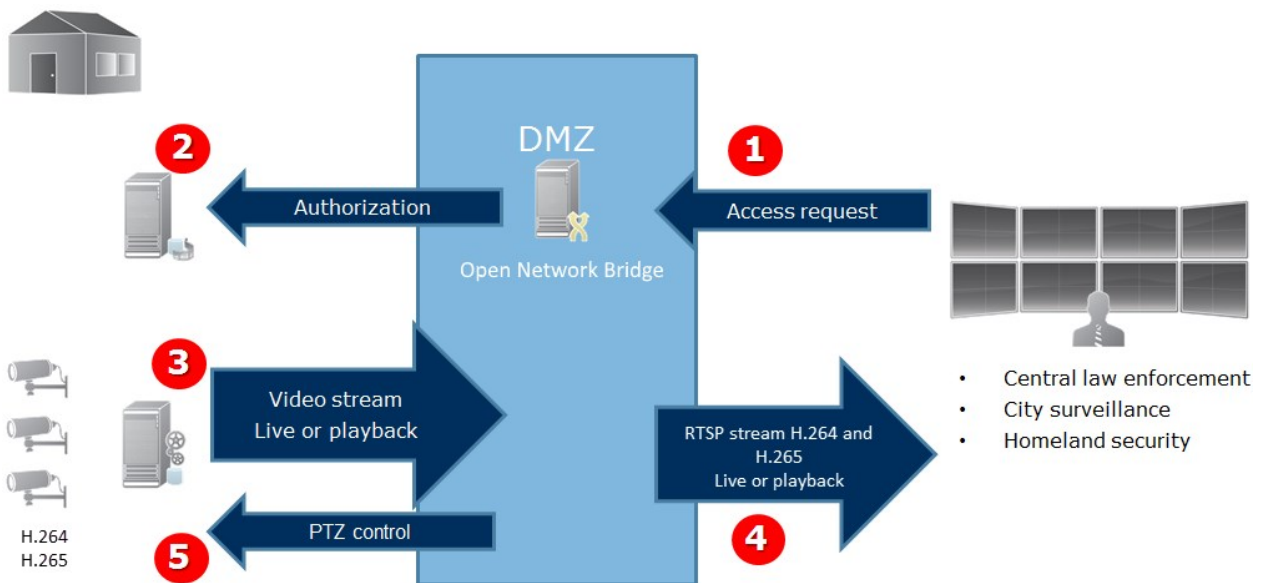 DMZ
Open Network Bridge
1
Access request
2
Authorization
3
Video stream
Live or playback
4
RTSP stream H.264 and
H.265
Live or playback
5
PTZ control
H.264
H.265
• Central law enforcement
• City surveillance
• Homeland security